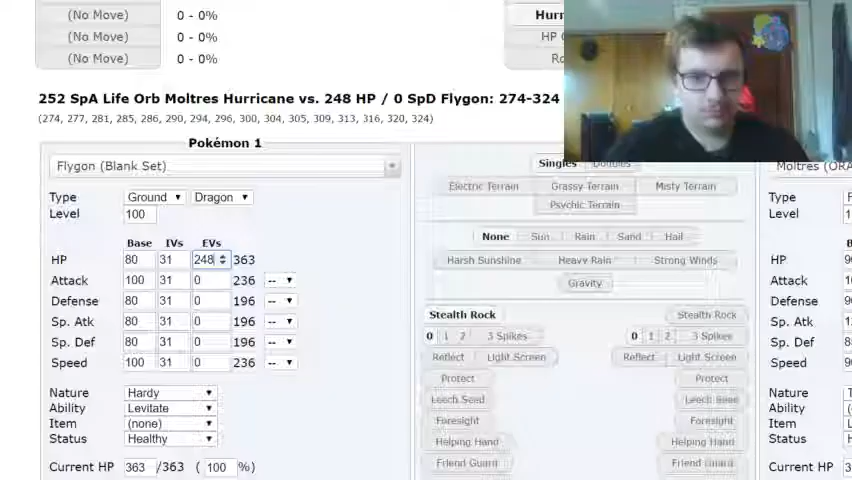 (No Move) 0 - 0%
(No Move) 0 - 0%
(No Move) 0 - 0%
Hurr
HP
Ro
252 SpA Life Orb Moltres Hurricane vs. 248 HP / 0 SpD Flygon: 274-324
(274, 277, 281, 285, 286, 290, 294, 296, 300, 304, 305, 309, 313, 316, 320, 324)
Pokémon 1
Flygon (Blank Set)
Type Ground Dragon
Level 100
Base IVs EVs
HP 80 31 248 363
Attack 100 31 0 236 --
Defense 80 31 0 196 --
Sp. Atk 80 31 0 196 --
Sp. Def 80 31 0 196 --
Speed 100 31 0 236 --
Nature Hardy
Ability Levitate
Item (none)
Status Healthy
Current HP 363 /363 ( 100 %)
Singles Doubles
Electric Terrain Grassy Terrain Misty Terrain
Psychic Terrain
None Sun Rain Sand Hail
Harsh Sunshine Heavy Rain Strong Winds
Gravity
Stealth Rock Stealth Rock
0 1 2 3 Spikes 0 1 2 3 Spikes
Reflect Light Screen Reflect Light Screen
Protect Protect
Leech Seed Leech Seed
Foresight Foresight
Helping Hand Helping Hand
Friend Guard Friend Guard
Moltres (ORA
Type
Level
HP
Attack
Defense
Sp. Atk
Sp. Def
Speed
Nature
Ability
Item
Status
Current HP